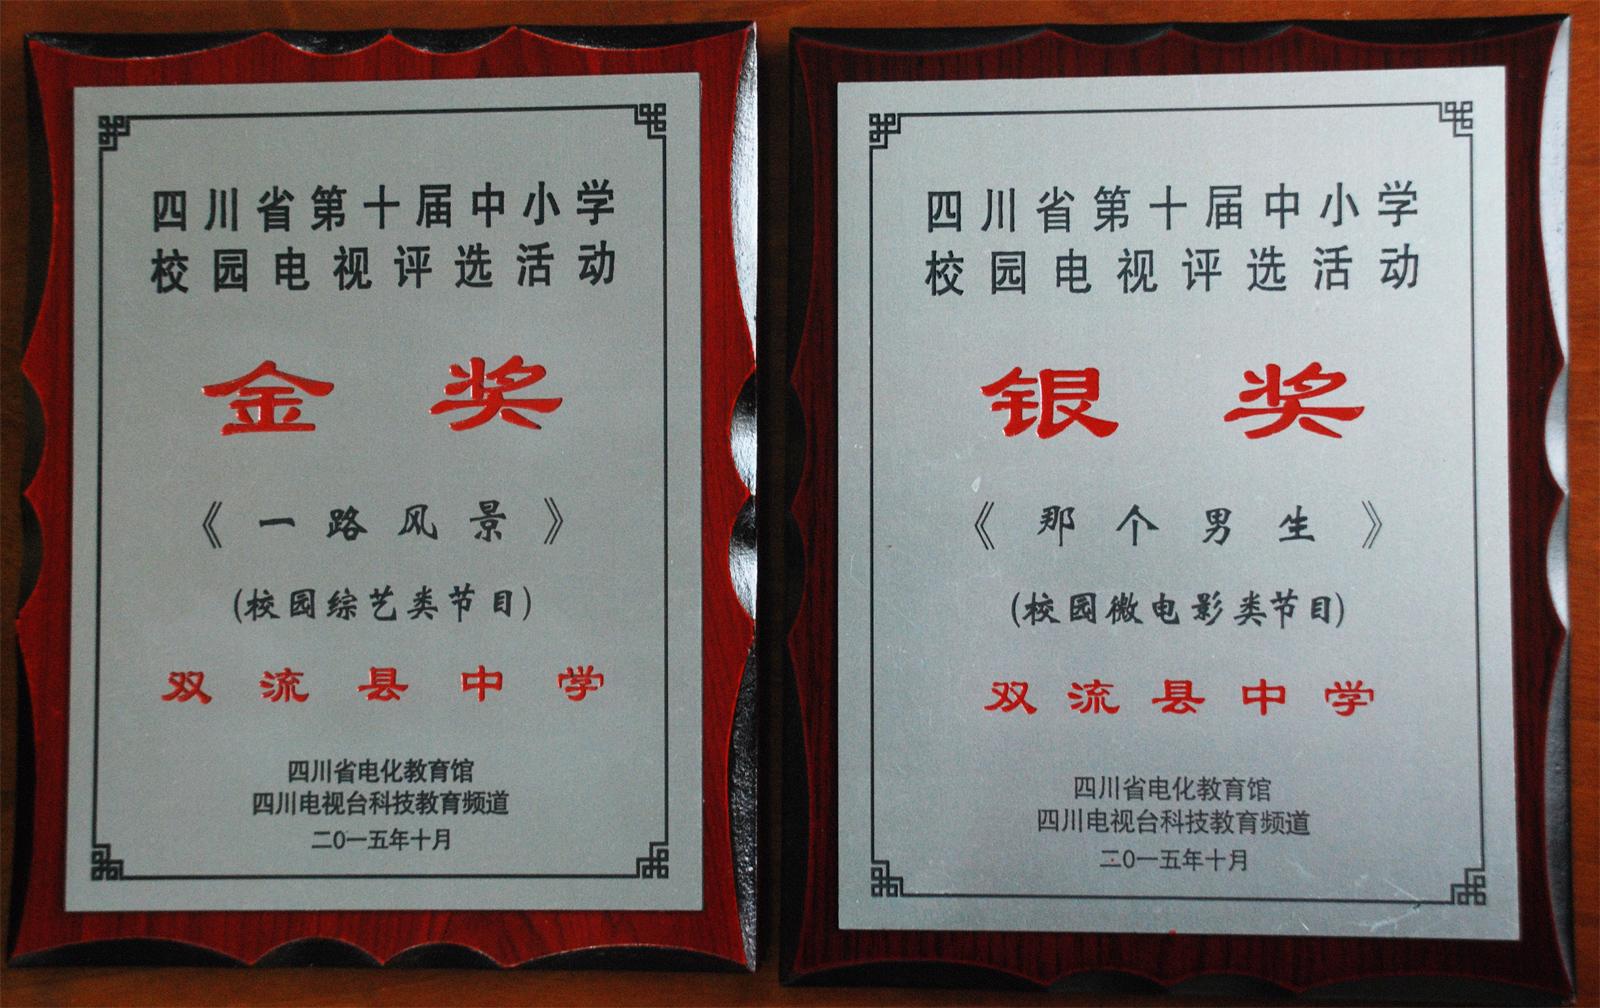 四川省第十届中小学
校园电视评选活动
金奖
《一路风景》
(校园综艺类节目)
双流县中学
四川省电化教育馆
四川电视台科技教育频道
二0一五年十月
四川省第十届中小学
校园电视评选活动
银奖
《那个男生》
(校园微电影类节目)
双流县中学
四川省电化教育馆
四川电视台科技教育频道
二0一五年十月